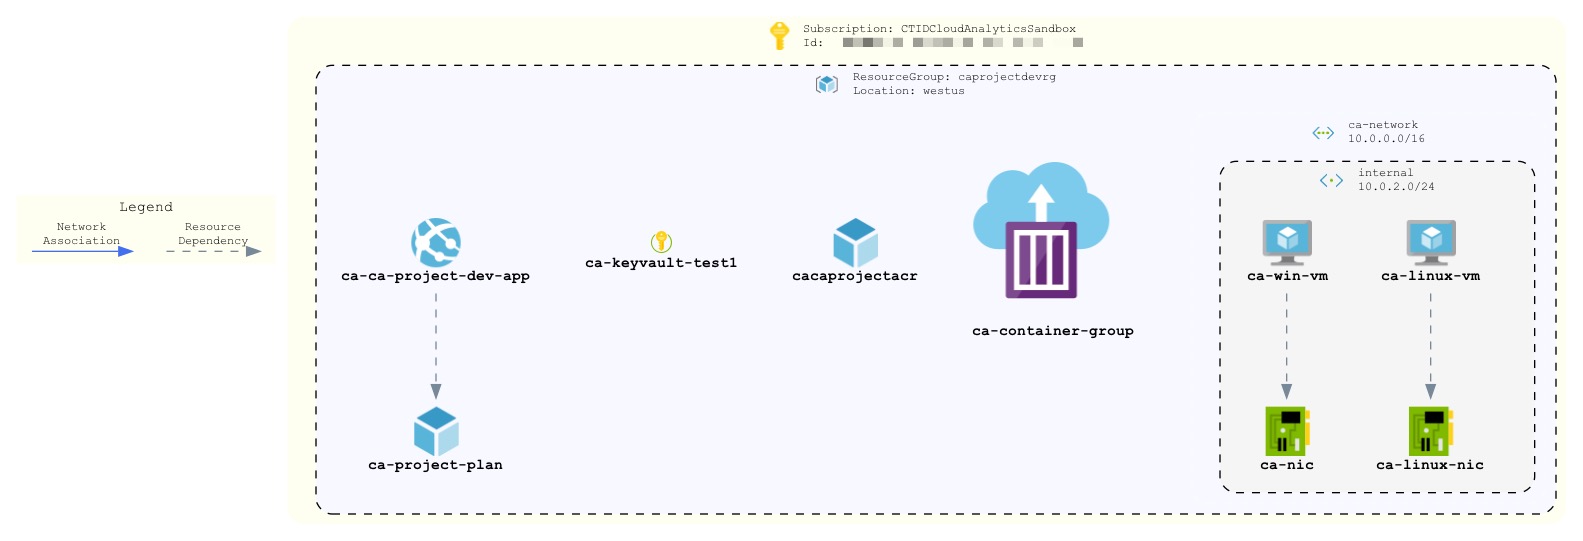 Subscription: CTIDCloudAnalyticsSandbox
Id:
ResourceGroup: caprojectdevrg
Location: westus
ca-network
10.0.0.0/16
internal
10.0.2.0/24
Legend
Network
Association
Resource
Dependency
ca-ca-project-dev-app
ca-keyvault-test1
cacaprojectacr
ca-container-group
ca-win-vm
ca-linux-vm
ca-project-plan
ca-nic
ca-linux-nic